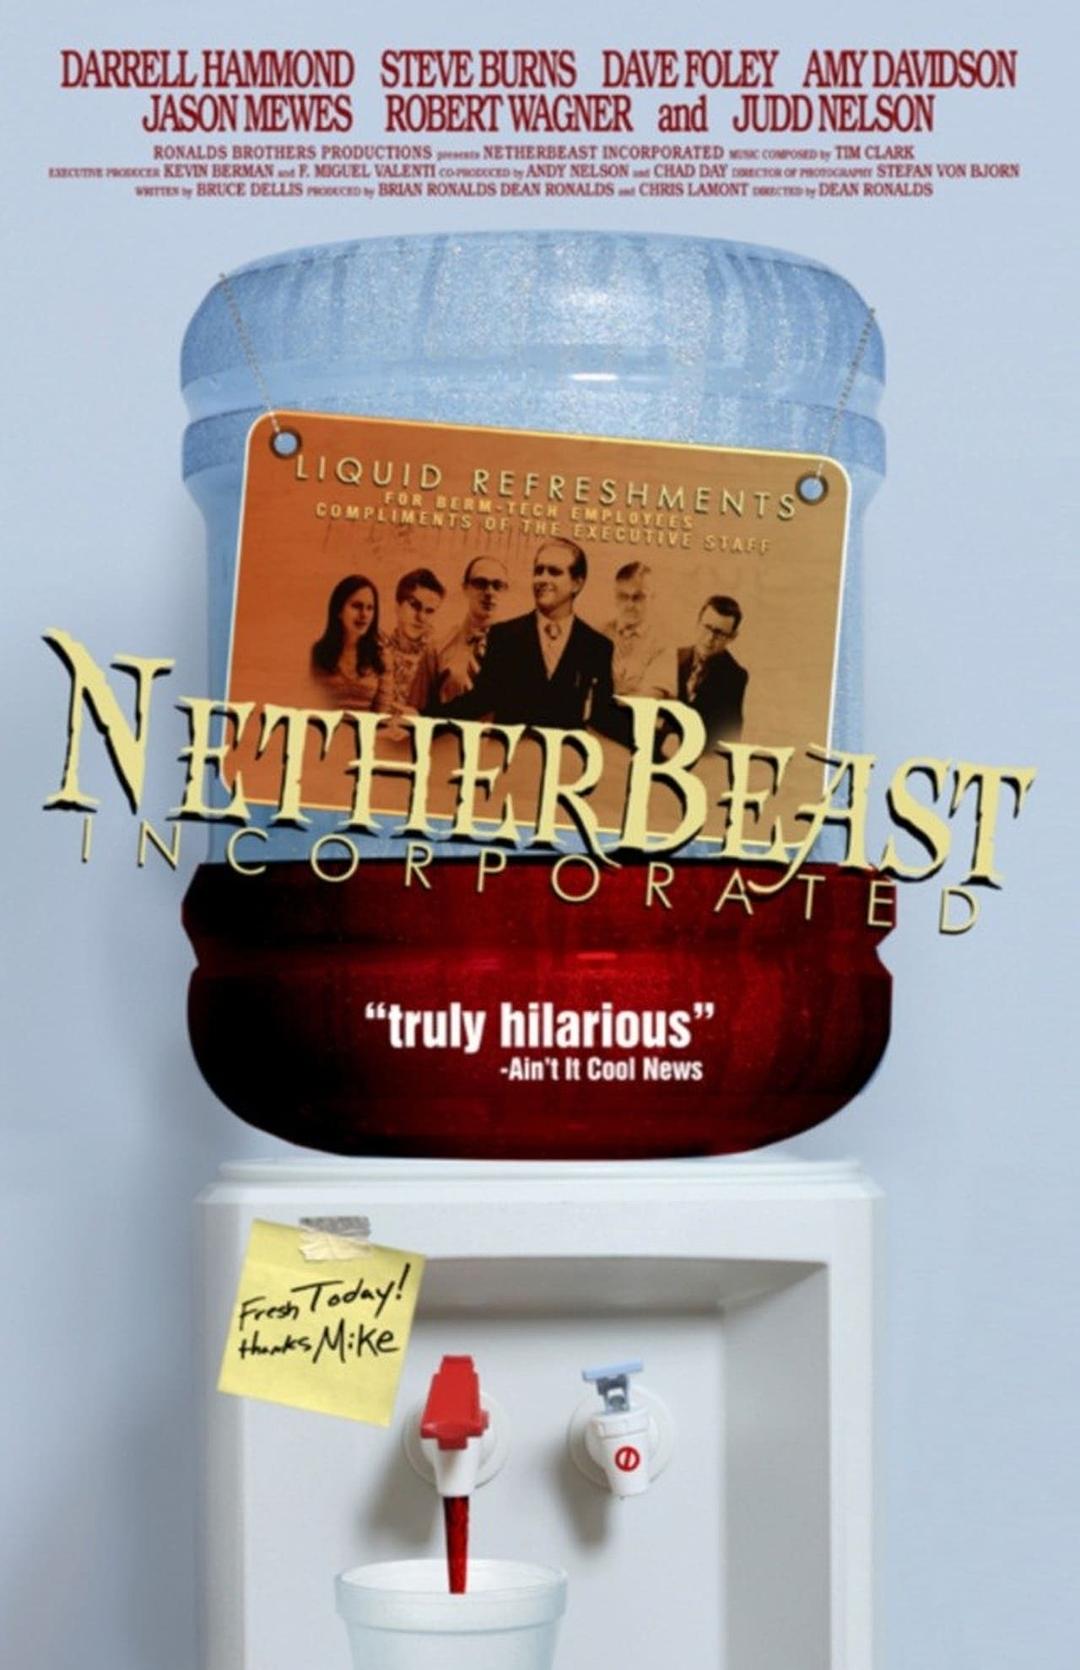 DARRELL HAMMOND STEVE BURNS DAVE FOLEY AMY DAVIDSON
JASON MEWES ROBERT WAGNER and JUDD NELSON
RONALDS BROTHERS PRODUCTIONS presents NETHERBEAST INCORPORATED MUSIC COMPOSED by TIM CLARK
EXECUTIVE PRODUCER KEVIN BERMAN and F. MIGUEL VALENTI CO-PRODUCED by ANDY NELSON and CHAD DAY DIRECTOR OF PHOTOGRAPHY STEFAN VON BJORN
WRITTEN by BRUCE DELLIS PRODUCED by BRIAN RONALDS DEAN RONALDS and CHRIS LAMONT DIRECTED by DEAN RONALDS
LIQUID REFRESHMENTS
FOR BERM-TECH EMPLOYEES
COMPLIMENTS OF THE EXECUTIVE STAFF
NETHERBEAST
INCORPORATED
“truly hilarious”
-Ain't It Cool News
Fresh Today!
thanks Mike